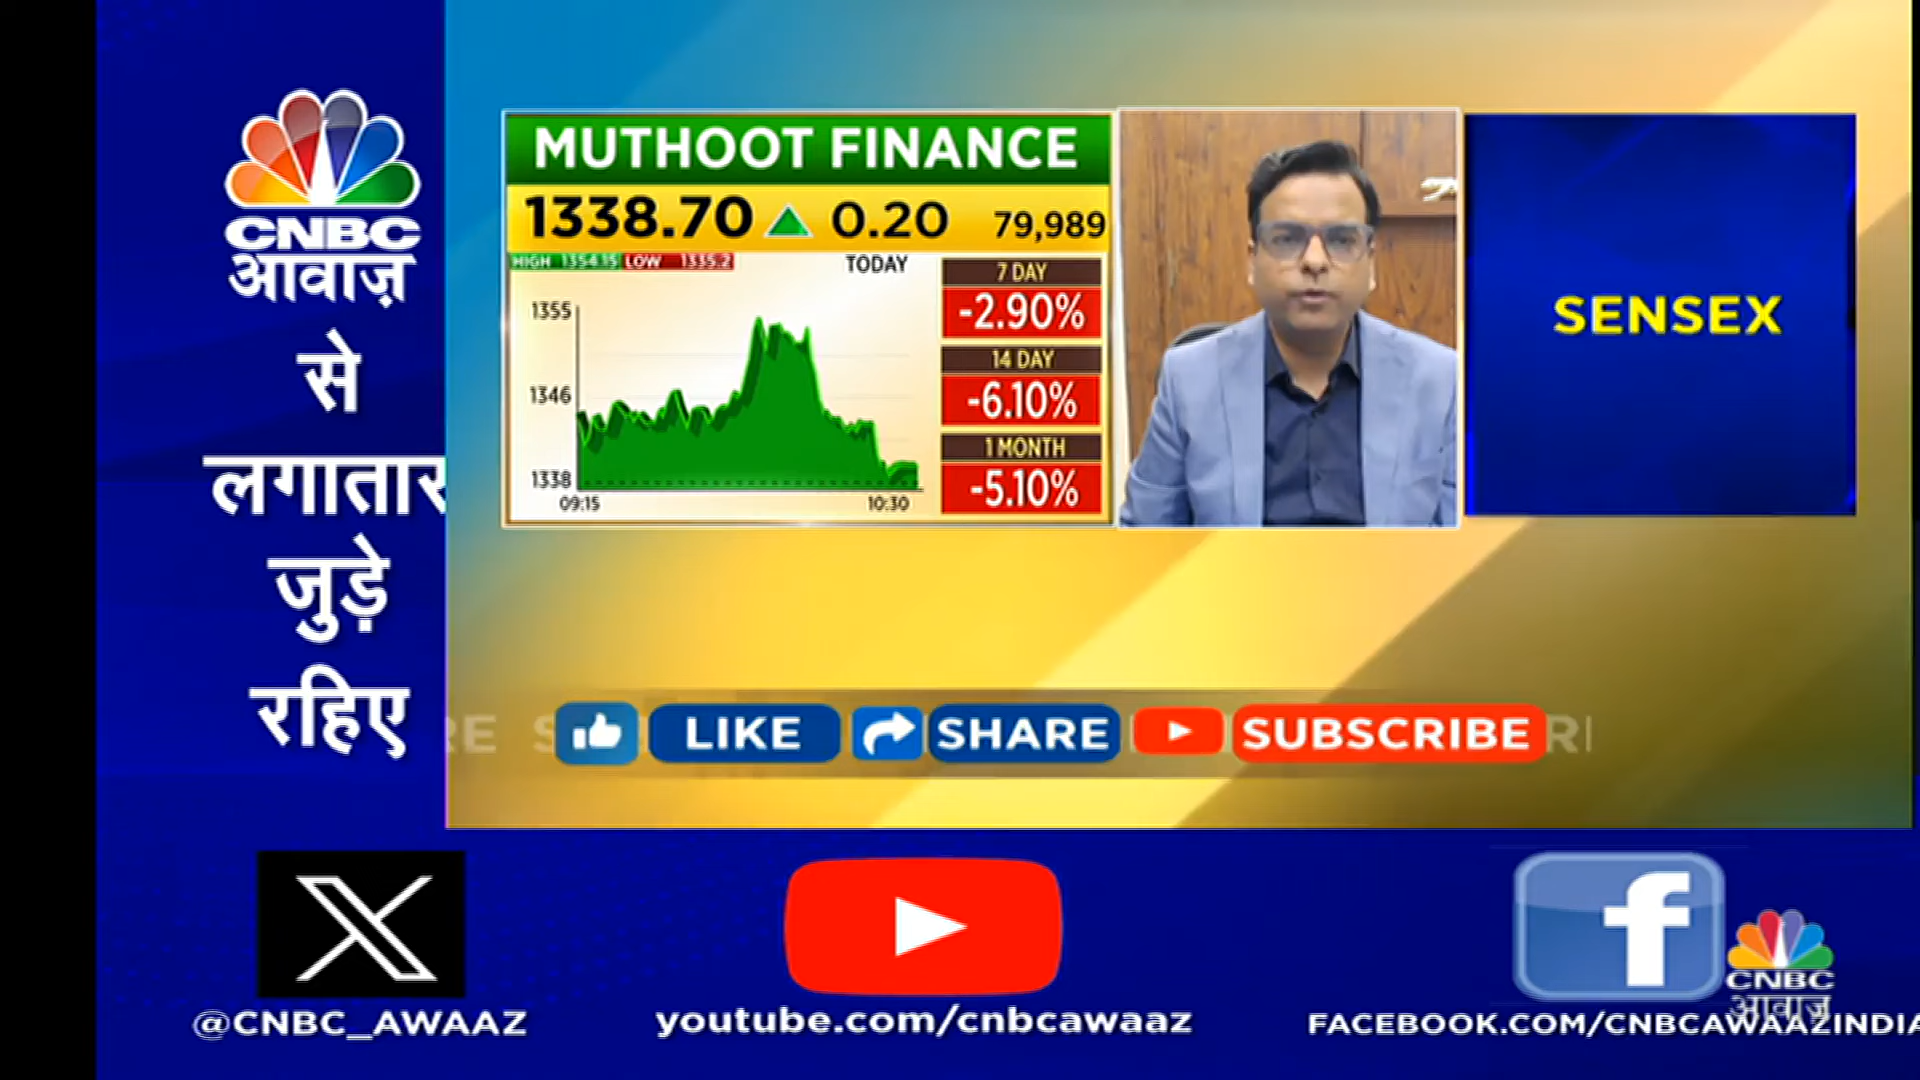 CNBC
आवाज़
से
लगातार
जुड़े
रहिए
MUTHOOT FINANCE
1338.70 0.20 79,989
HIGH 1354.15 LOW 1335.2
TODAY
1355
1346
1338
09:15 10:30
7 DAY
-2.90%
14 DAY
-6.10%
1 MONTH
-5.10%
SENSEX
LIKE SHARE SUBSCRIBE
@CNBC_AWAAZ
youtube.com/cnbcawaaz
FACEBOOK.COM/CNBCAWAAZINDIA
CNBC
आवाज़